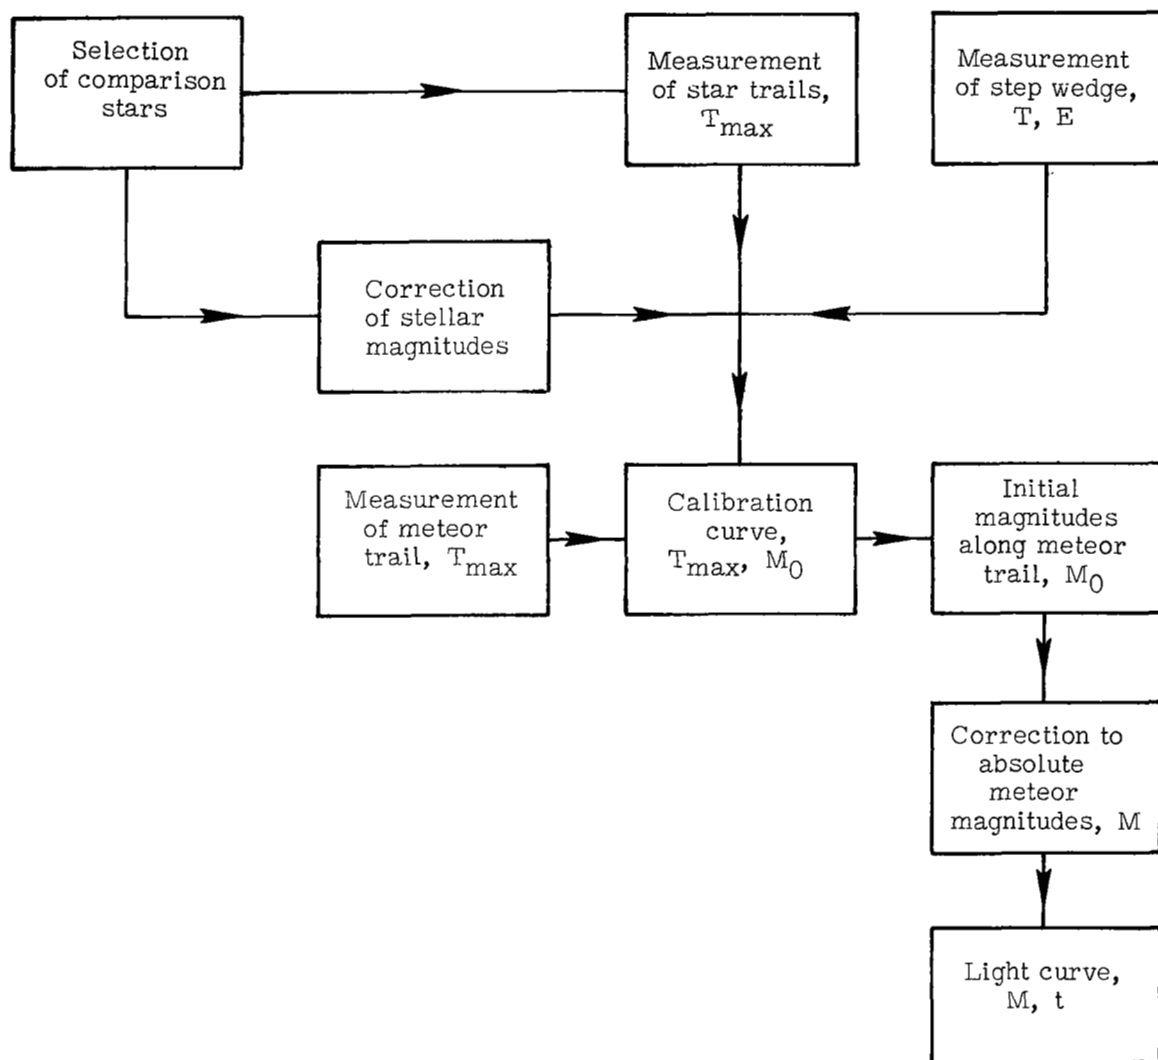 Selection
of comparison
stars
Measurement
of star trails,
Tmax
Measurement
of step wedge,
T, E
Correction
of stellar
magnitudes
Measurement
of meteor
trail, Tmax
Calibration
curve,
Tmax, M0
Initial
magnitudes
along meteor
trail, M0
Correction to
absolute
meteor
magnitudes, M
Light curve,
M, t